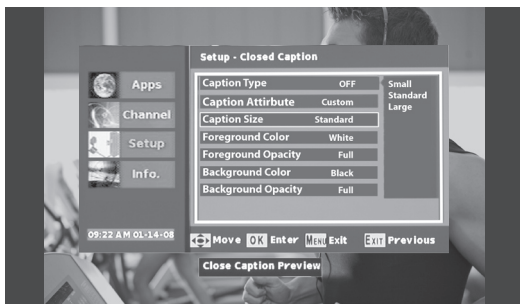 Setup - Closed Caption
Apps
Channel
Setup
Info.
Caption Type OFF
Caption Attirbute Custom
Caption Size Standard
Foreground Color White
Foreground Opacity Full
Background Color Black
Background Opacity Full
Small
Standard
Large
09:22 AM 01-14-08
Move OK Enter MENU Exit EXIT Previous
Close Caption Preview